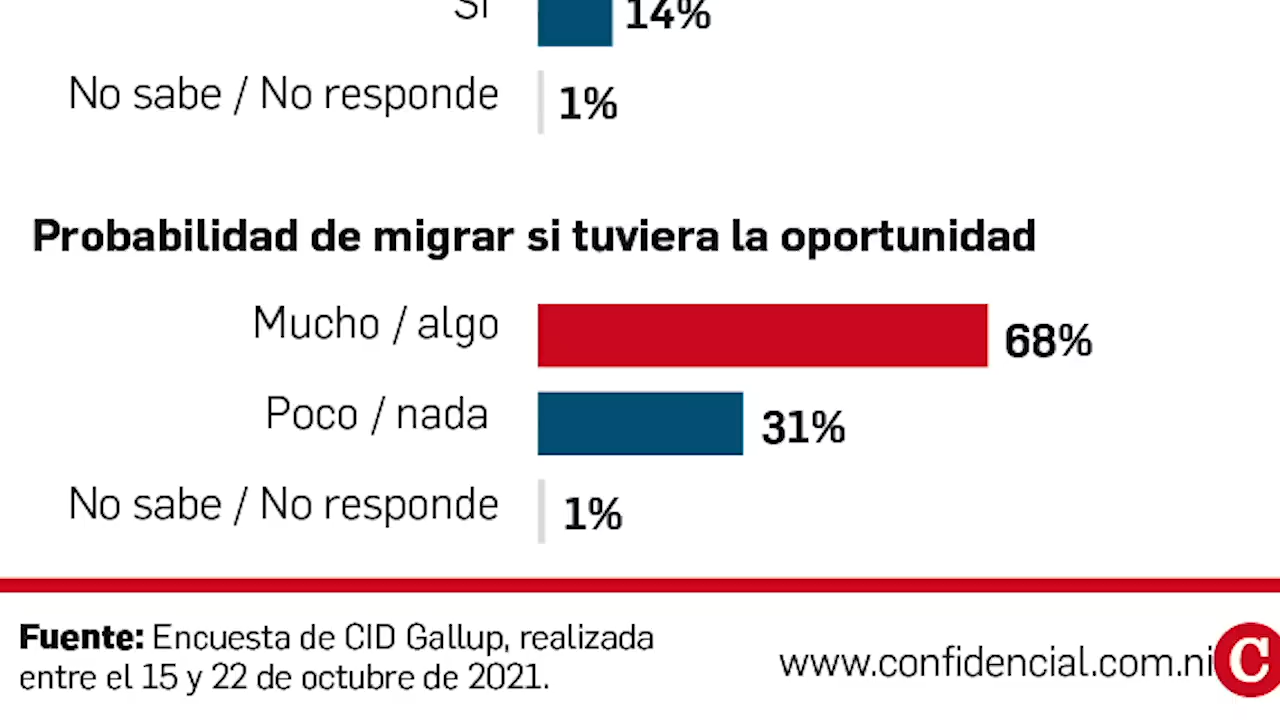 Sí 14%
No sabe / No responde 1%
Probabilidad de migrar si tuviera la oportunidad
Mucho / algo 68%
Poco / nada 31%
No sabe / No responde 1%
Fuente: Encuesta de CID Gallup, realizada
entre el 15 y 22 de octubre de 2021.
www.confidencial.com.ni
C